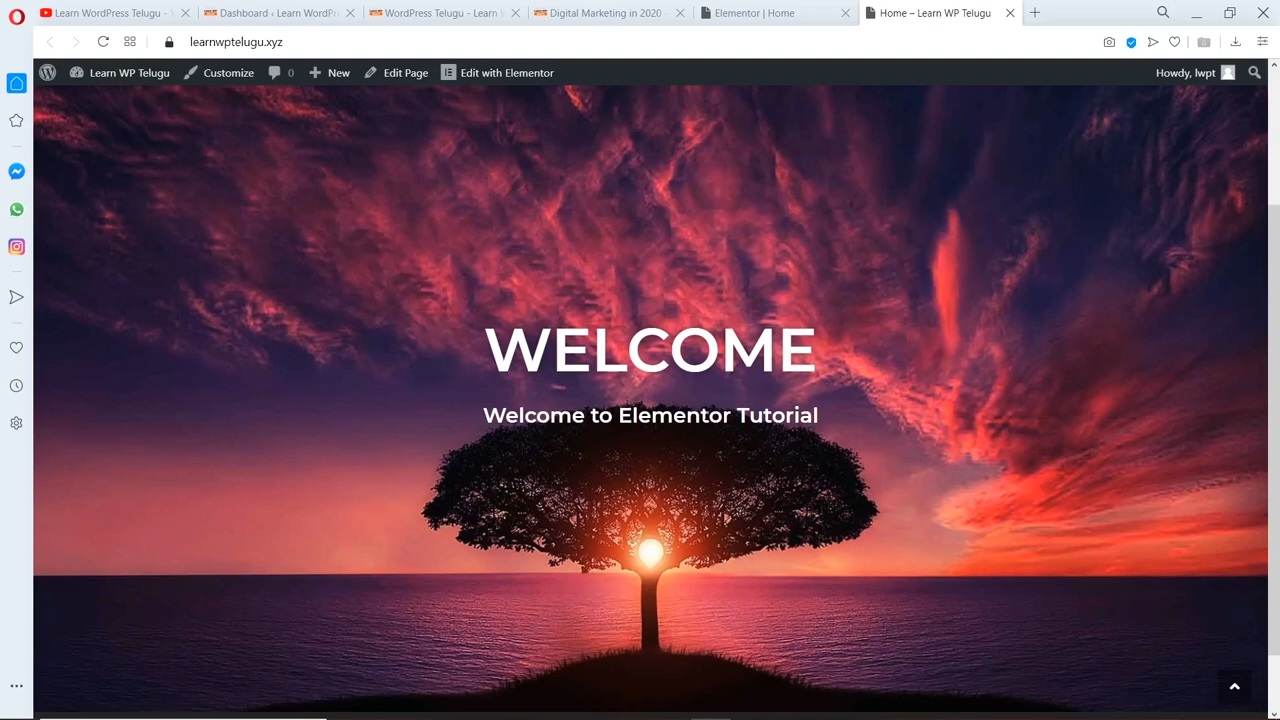 Learn WordPress Telugu - Y
Dashboard ‹ Learn WordPr
WordPress Telugu - Learn
Digital Marketing in 2020 -
Elementor | Home
Home – Learn WP Telugu
learnwptelugu.xyz
Learn WP Telugu
Customize
0
New
Edit Page
Edit with Elementor
Howdy, lwpt
WELCOME
Welcome to Elementor Tutorial